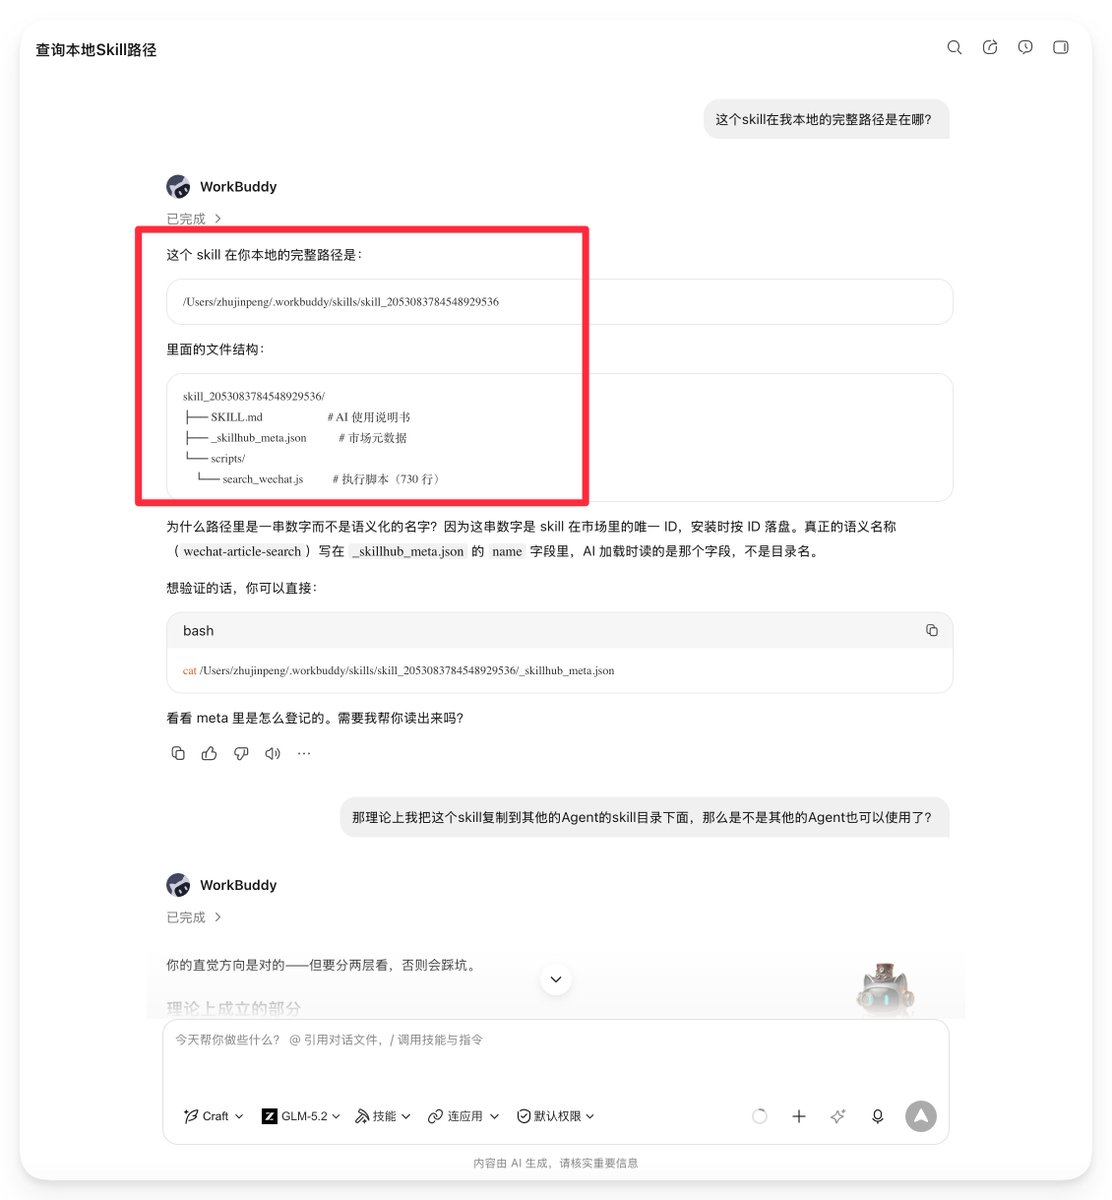 查询本地Skill路径
这个skill在我本地的完整路径是在哪？
WorkBuddy
已完成 >
这个 skill 在你本地的完整路径是：
/Users/zhujinpeng/.workbuddy/skills/skill_2053083784548929536
里面的文件结构：
skill_2053083784548929536/
├── SKILL.md # AI 使用说明书
├── _skillhub_meta.json # 市场元数据
└── scripts/
└── search_wechat.js # 执行脚本（730 行）
为什么路径里是一串数字而不是语义化的名字？因为这串数字是 skill 在市场里的唯一 ID，安装时按 ID 落盘。真正的语义名称
（ wechat-article-search ）写在 _skillhub_meta.json 的 name 字段里，AI 加载时读的是那个字段，不是目录名。
想验证的话，你可以直接：
bash
cat /Users/zhujinpeng/.workbuddy/skills/skill_2053083784548929536/_skillhub_meta.json
看看 meta 里是怎么登记的。需要我帮你读出来吗？
那理论上我把这个skill复制到其他的Agent的skill目录下面，那么是不是其他的Agent也可以使用了？
WorkBuddy
已完成 >
你的直觉方向是对的——但要分两层看，否则会踩坑。
理论上成立的部分
今天帮你做些什么？ @ 引用对话文件，/ 调用技能与指令
Craft GLM-5.2 技能 连应用 默认权限
内容由 AI 生成，请核实重要信息